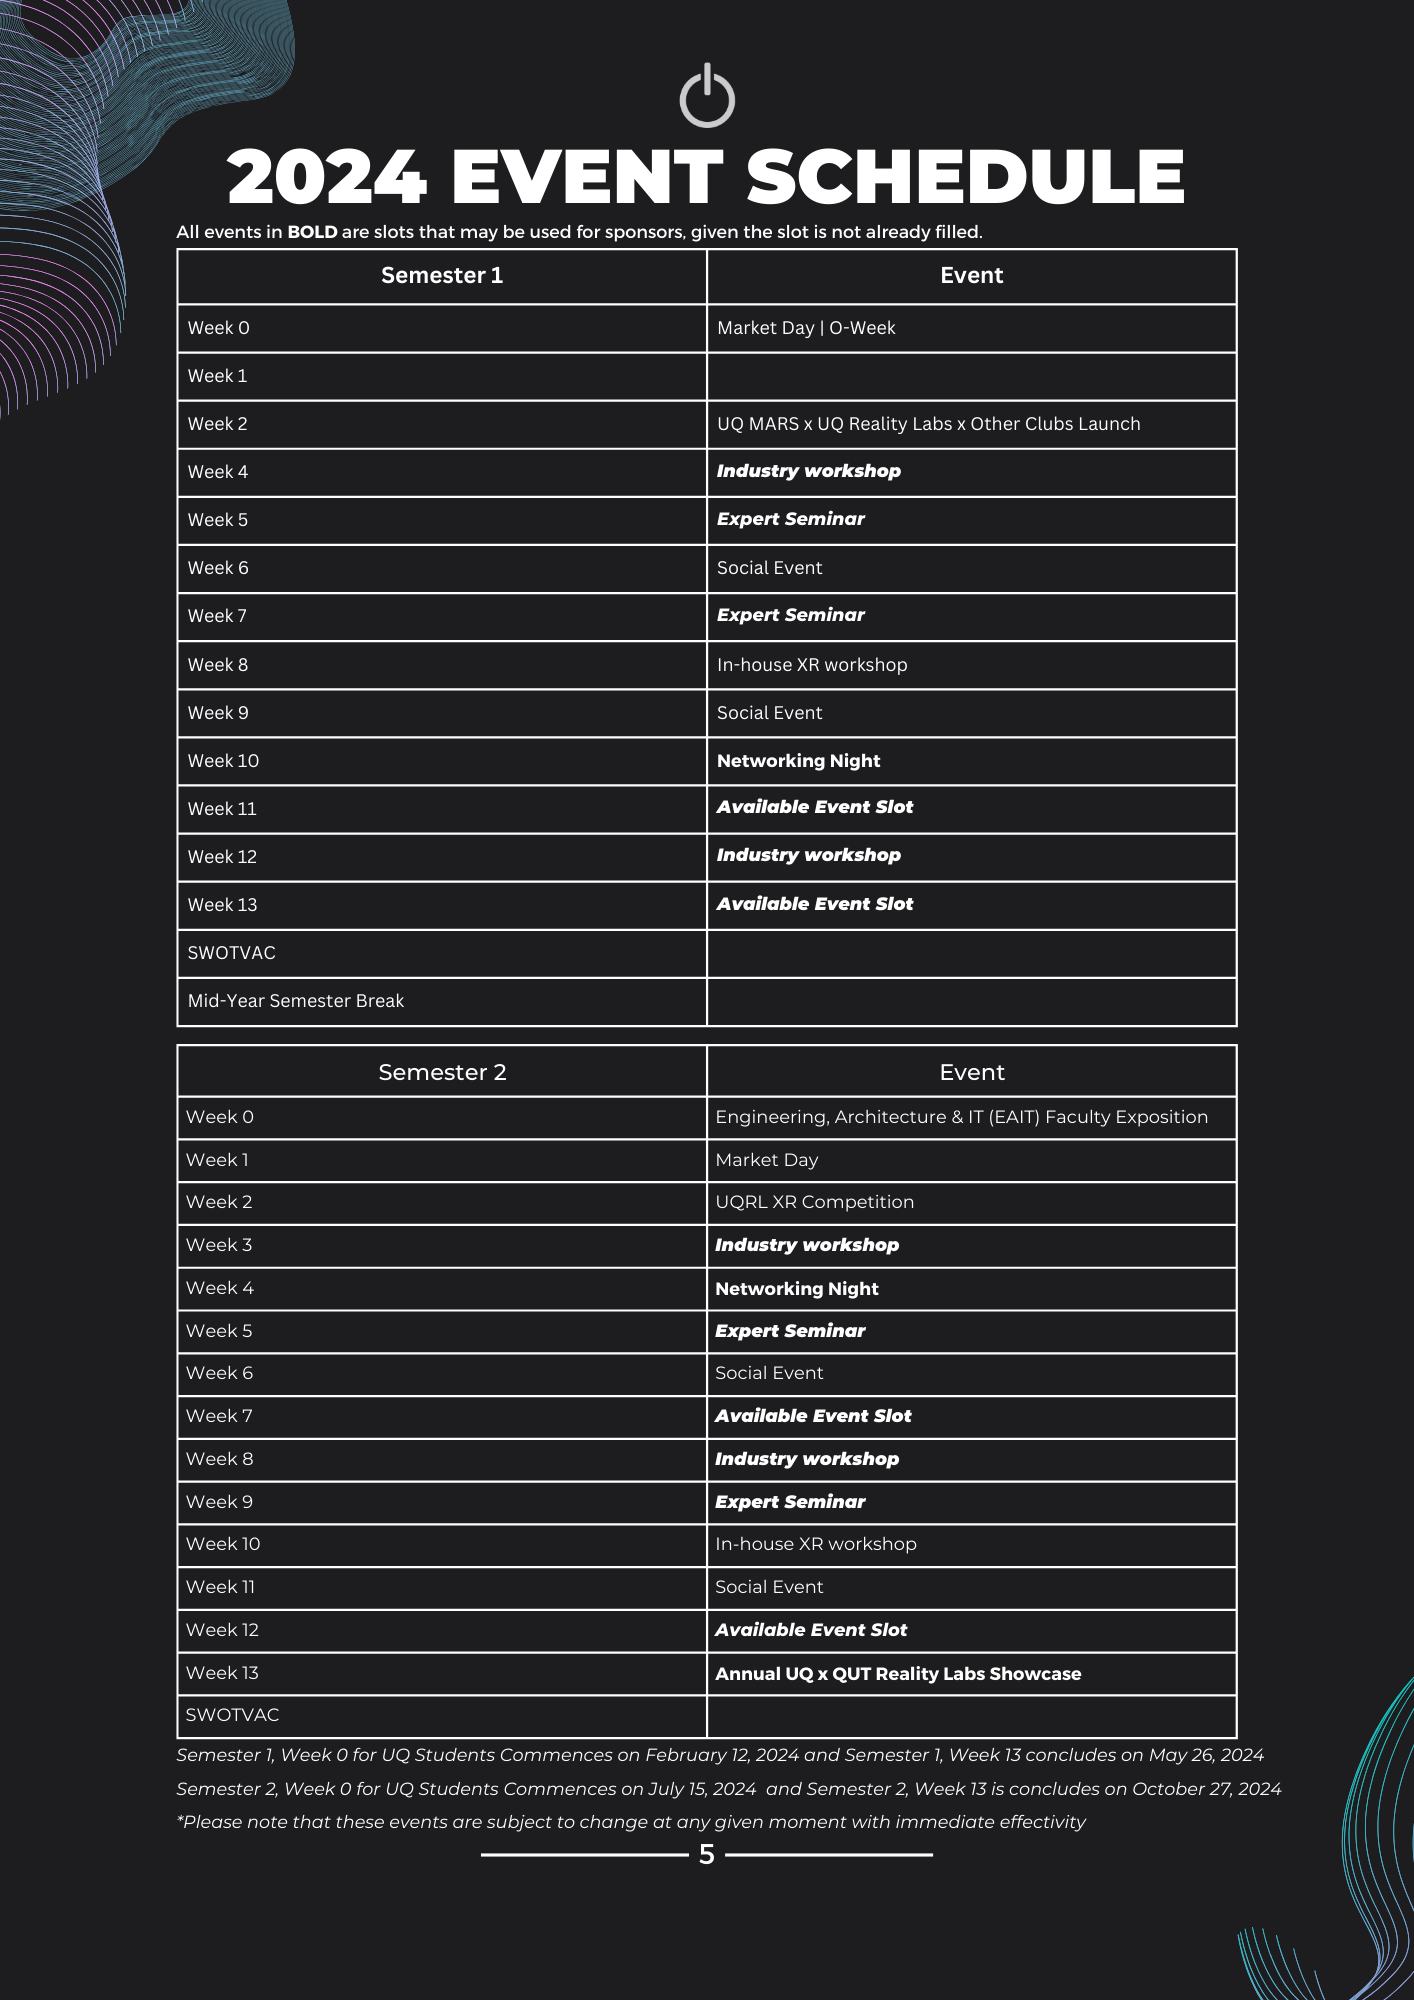 2024 EVENT SCHEDULE
All events in BOLD are slots that may be used for sponsors, given the slot is not already filled.
Semester 1 Event
Week 0 Market Day | O-Week
Week 1
Week 2 UQ MARS x UQ Reality Labs x Other Clubs Launch
Week 4 Industry workshop
Week 5 Expert Seminar
Week 6 Social Event
Week 7 Expert Seminar
Week 8 In-house XR workshop
Week 9 Social Event
Week 10 Networking Night
Week 11 Available Event Slot
Week 12 Industry workshop
Week 13 Available Event Slot
SWOTVAC
Mid-Year Semester Break
Semester 2 Event
Week 0 Engineering, Architecture & IT (EAIT) Faculty Exposition
Week 1 Market Day
Week 2 UQRL XR Competition
Week 3 Industry workshop
Week 4 Networking Night
Week 5 Expert Seminar
Week 6 Social Event
Week 7 Available Event Slot
Week 8 Industry workshop
Week 9 Expert Seminar
Week 10 In-house XR workshop
Week 11 Social Event
Week 12 Available Event Slot
Week 13 Annual UQ x QUT Reality Labs Showcase
SWOTVAC
Semester 1, Week 0 for UQ Students Commences on February 12, 2024 and Semester 1, Week 13 concludes on May 26, 2024
Semester 2, Week 0 for UQ Students Commences on July 15, 2024 and Semester 2, Week 13 is concludes on October 27, 2024
*Please note that these events are subject to change at any given moment with immediate effectivity
5